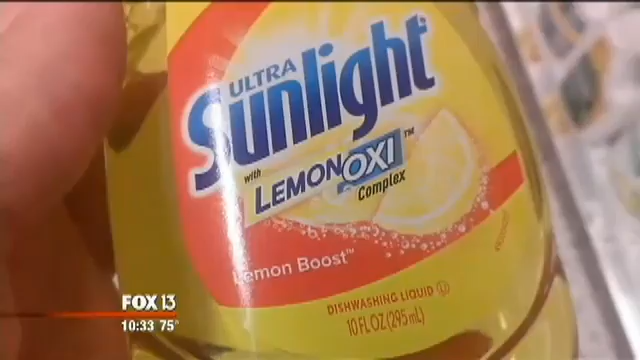 ULTRA
Sunlight
with
LEMON OXI™
Complex
Lemon Boost™
DISHWASHING LIQUID Ⓤ
10 FL OZ (295 mL)
FOX 13
10:33 75°